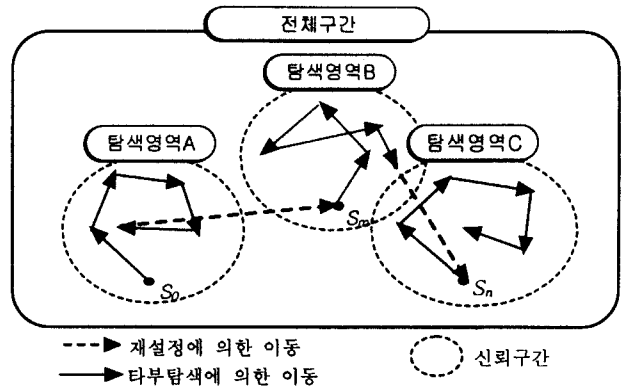 전체구간
탐색영역B
탐색영역A
탐색영역C
Sm
S0
Sn
재설정에 의한 이동
신뢰구간
타부탐색에 의한 이동